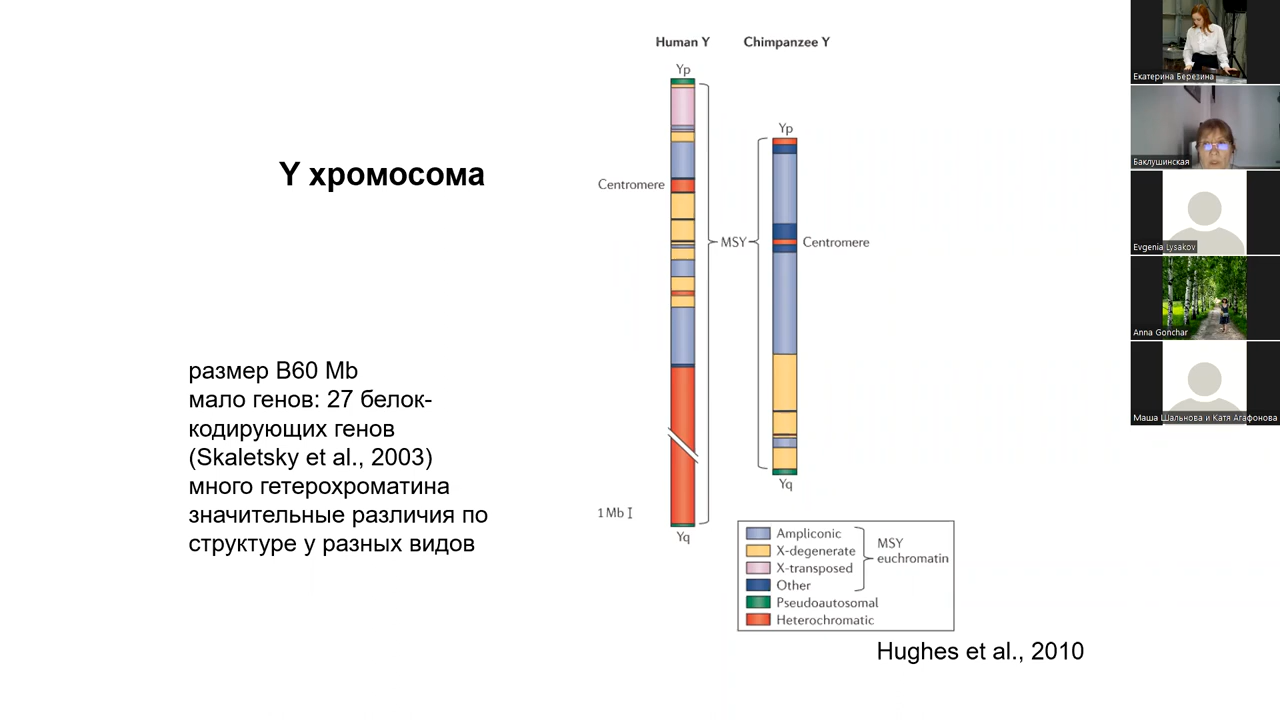 Y хромосома
размер B60 Mb
мало генов: 27 белок-
кодирующих генов
(Skaletsky et al., 2003)
много гетерохроматина
значительные различия по
структуре у разных видов
Human Y
Chimpanzee Y
Yp
Yp
Centromere
MSY
Centromere
1 Mb
Yq
Yq
Ampliconic
X-degenerate
X-transposed
Other
MSY
euchromatin
Pseudoautosomal
Heterochromatic
Hughes et al., 2010
Екатерина Березина
Баклушинская
Evgenia Lysakov
Anna Gonchar
Маша Шальнова и Катя Агафонова